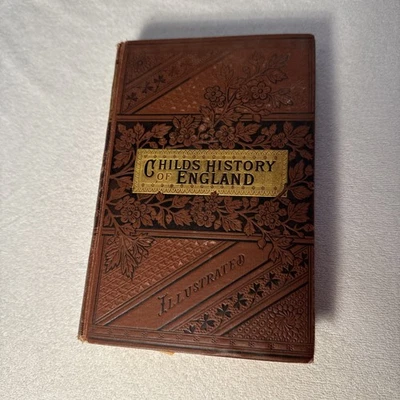 CHILDS HISTORY
OF ENGLAND
ILLUSTRATED